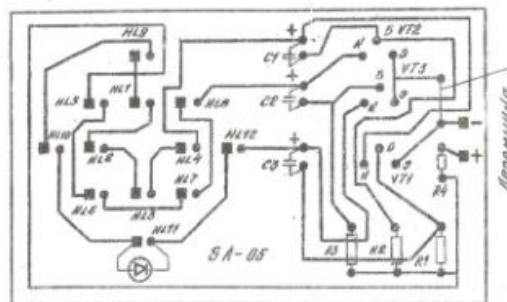 HL9
+
Б VT2
C1
К
Э
Б
VT3
HL3
HL1
HL8
C2
К
Э
−
HL10
HL2
HL4
HL12
+
C3
Б
+
HL6
HL5
HL7
К
Э
VT1
R4
HL11
SA-05
R3
R2
R1